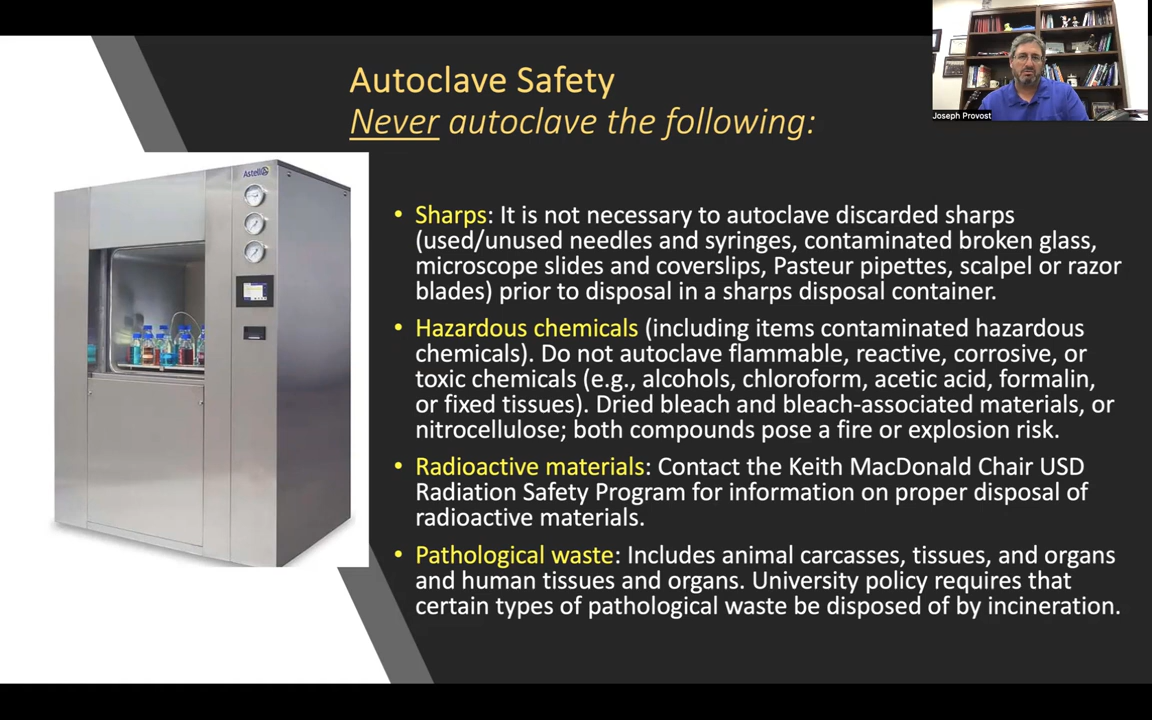 Joseph Provost
Autoclave Safety
Never autoclave the following:
Astell
• Sharps: It is not necessary to autoclave discarded sharps
(used/unused needles and syringes, contaminated broken glass,
microscope slides and coverslips, Pasteur pipettes, scalpel or razor
blades) prior to disposal in a sharps disposal container.
• Hazardous chemicals (including items contaminated hazardous
chemicals). Do not autoclave flammable, reactive, corrosive, or
toxic chemicals (e.g., alcohols, chloroform, acetic acid, formalin,
or fixed tissues). Dried bleach and bleach-associated materials, or
nitrocellulose; both compounds pose a fire or explosion risk.
• Radioactive materials: Contact the Keith MacDonald Chair USD
Radiation Safety Program for information on proper disposal of
radioactive materials.
• Pathological waste: Includes animal carcasses, tissues, and organs
and human tissues and organs. University policy requires that
certain types of pathological waste be disposed of by incineration.